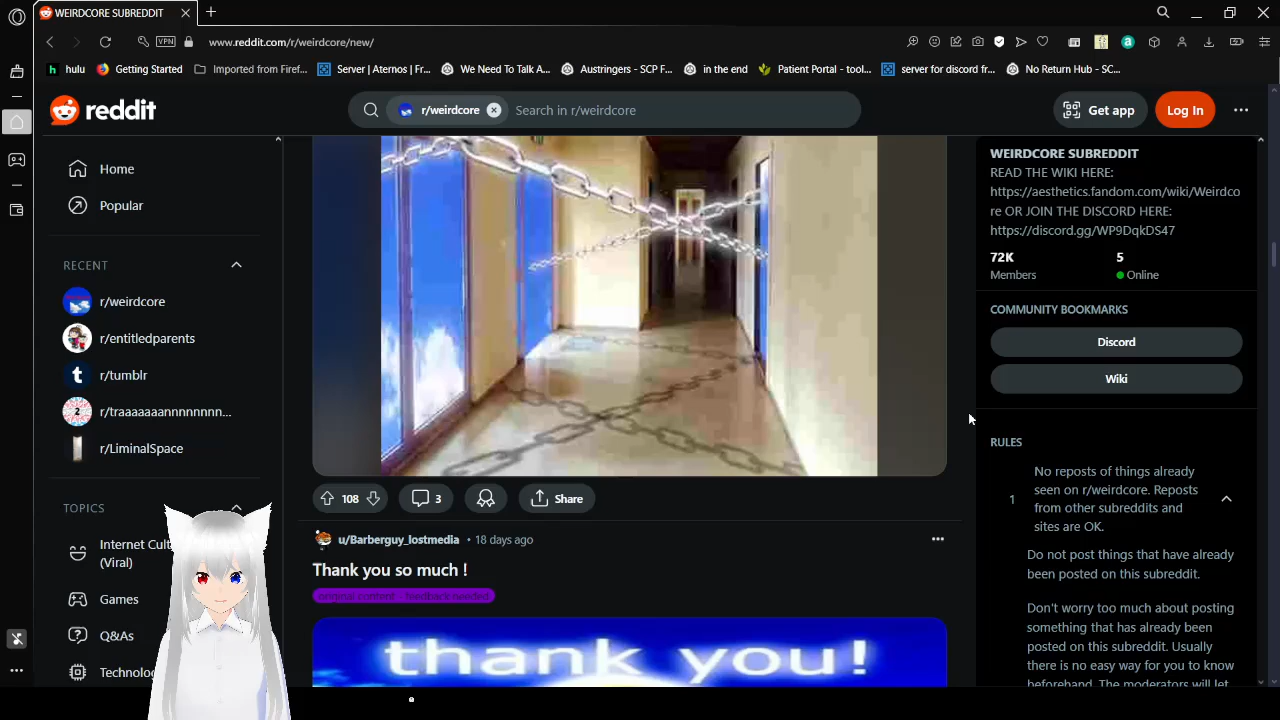 WEIRDCORE SUBREDDIT
VPN
www.reddit.com/r/weirdcore/new/
hulu
Getting Started
Imported from Firef...
Server | Aternos | Fr...
We Need To Talk A...
Austringers - SCP F...
in the end
Patient Portal - tool...
server for discord fr...
No Return Hub - SC...
reddit
r/weirdcore
Search in r/weirdcore
Get app
Log In
Home
Popular
RECENT
r/weirdcore
r/entitledparents
r/tumblr
r/traaaaaaannnnnnnn...
r/LiminalSpace
TOPICS
Internet Cult
(Viral)
Games
Q&As
Technolog
108
3
Share
u/Barberguy_lostmedia • 18 days ago
Thank you so much !
original content - feedback needed
thank you!
WEIRDCORE SUBREDDIT
READ THE WIKI HERE:
https://aesthetics.fandom.com/wiki/Weirdco
re OR JOIN THE DISCORD HERE:
https://discord.gg/WP9DqkDS47
72K
Members
5
Online
COMMUNITY BOOKMARKS
Discord
Wiki
RULES
1
No reposts of things already
seen on r/weirdcore. Reposts
from other subreddits and
sites are OK.
Do not post things that have already
been posted on this subreddit.
Don't worry too much about posting
something that has already been
posted on this subreddit. Usually
there is no easy way for you to know
beforehand. The moderators will let